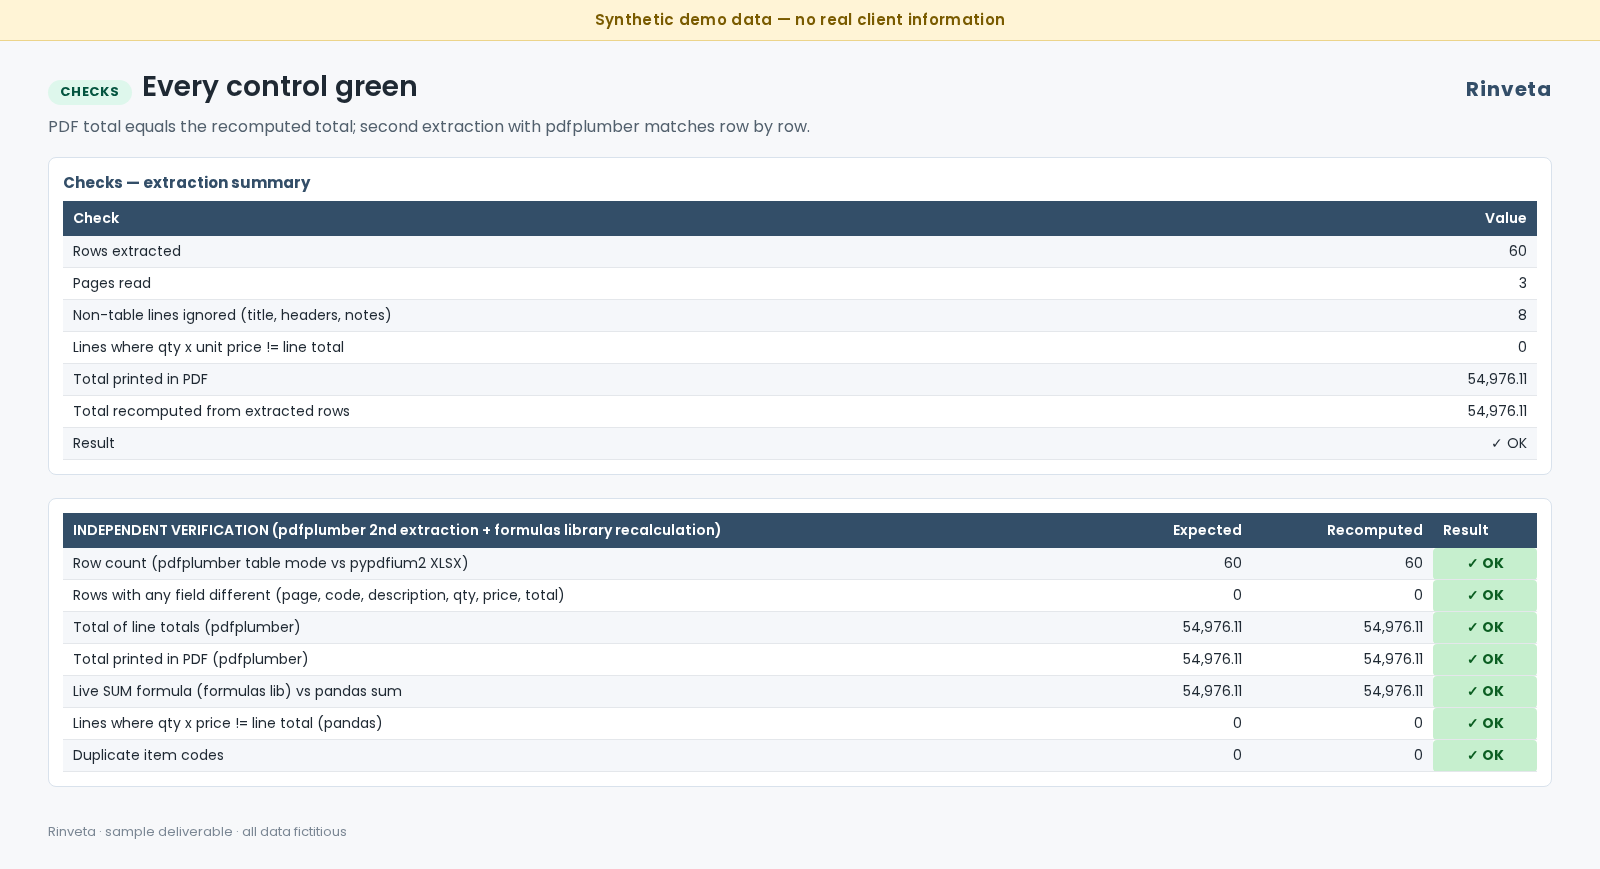 Synthetic demo data — no real client information
CHECKS Every control green
Rinveta
PDF total equals the recomputed total; second extraction with pdfplumber matches row by row.
Checks — extraction summary
Check Value
Rows extracted 60
Pages read 3
Non-table lines ignored (title, headers, notes) 8
Lines where qty x unit price != line total 0
Total printed in PDF 54,976.11
Total recomputed from extracted rows 54,976.11
Result ✓ OK
INDEPENDENT VERIFICATION (pdfplumber 2nd extraction + formulas library recalculation) Expected Recomputed Result
Row count (pdfplumber table mode vs pypdfium2 XLSX) 60 60 ✓ OK
Rows with any field different (page, code, description, qty, price, total) 0 0 ✓ OK
Total of line totals (pdfplumber) 54,976.11 54,976.11 ✓ OK
Total printed in PDF (pdfplumber) 54,976.11 54,976.11 ✓ OK
Live SUM formula (formulas lib) vs pandas sum 54,976.11 54,976.11 ✓ OK
Lines where qty x price != line total (pandas) 0 0 ✓ OK
Duplicate item codes 0 0 ✓ OK
Rinveta · sample deliverable · all data fictitious